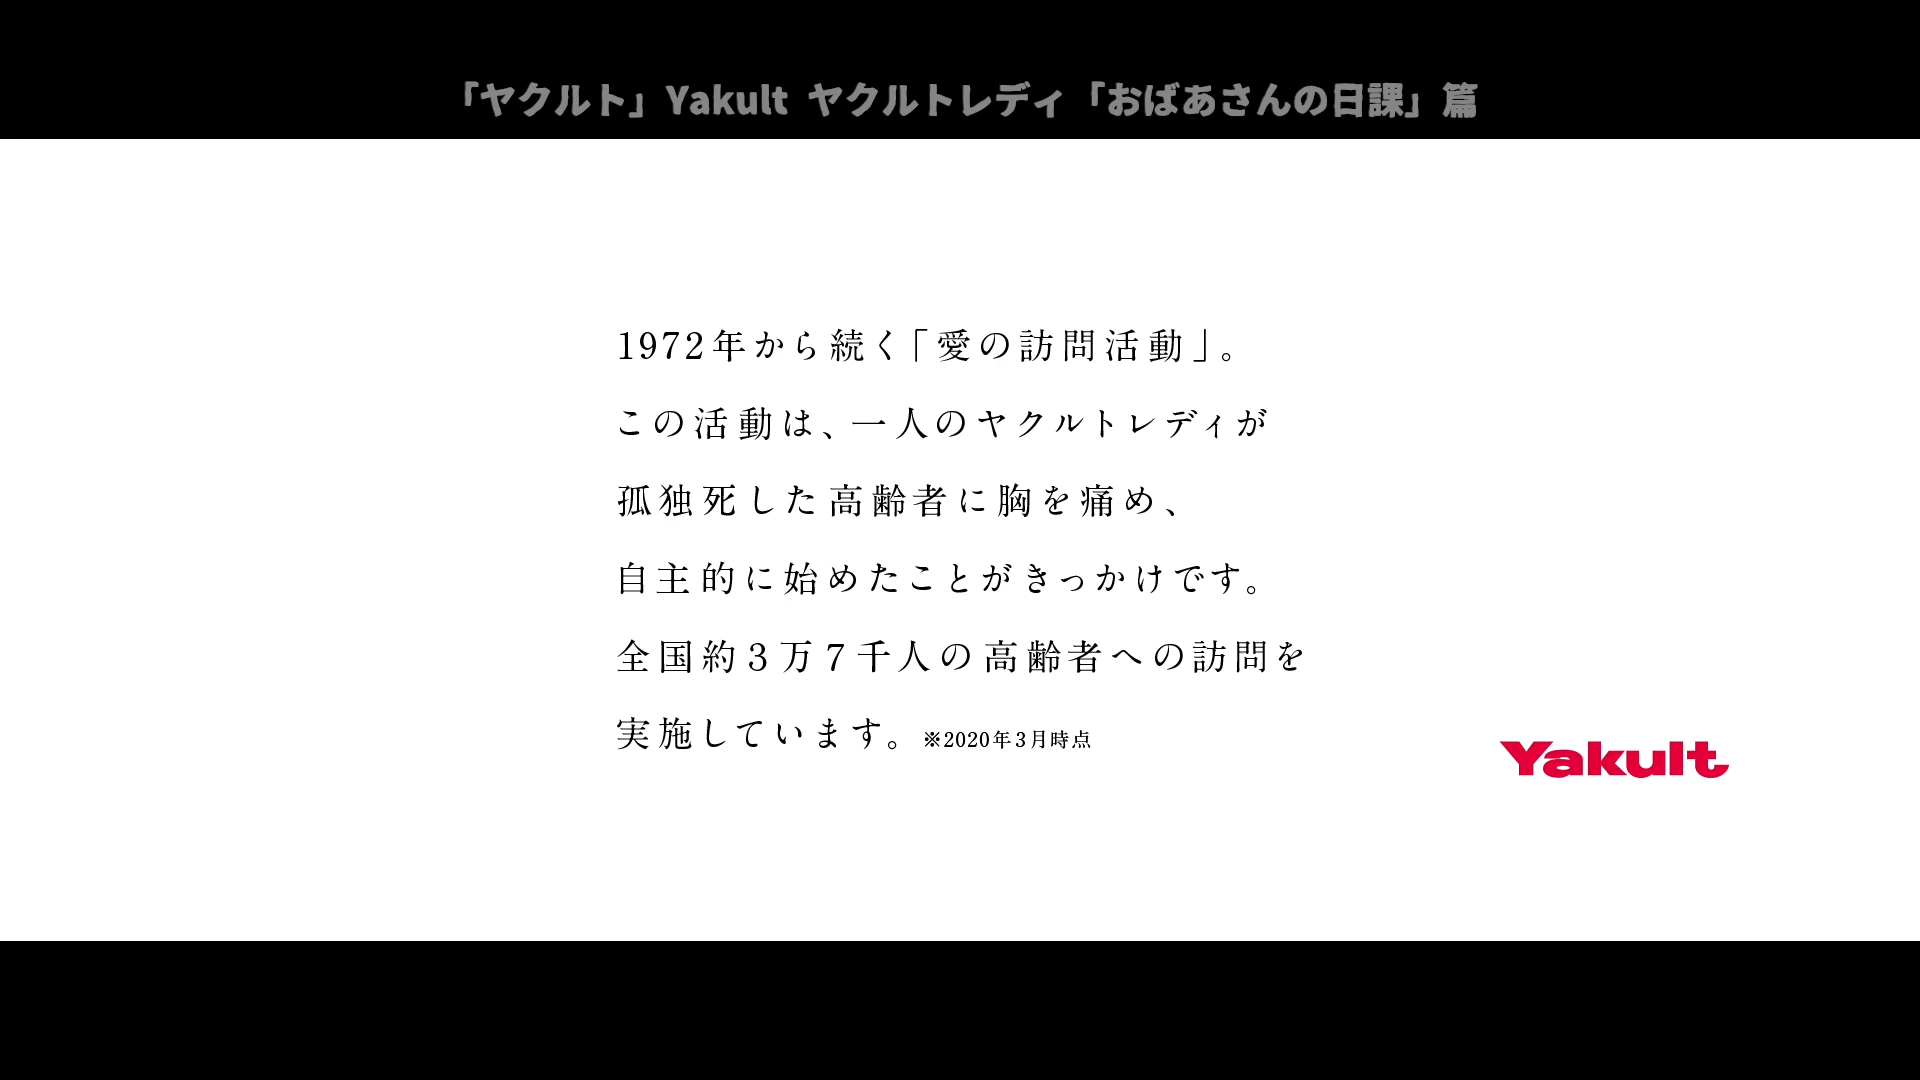 「ヤクルト」Yakult ヤクルトレディ「おばあさんの日課」篇
1972年から続く「愛の訪問活動」。
この活動は、一人のヤクルトレディが
孤独死した高齢者に胸を痛め、
自主的に始めたことがきっかけです。
全国約3万7千人の高齢者への訪問を
実施しています。※2020年3月時点
Yakult